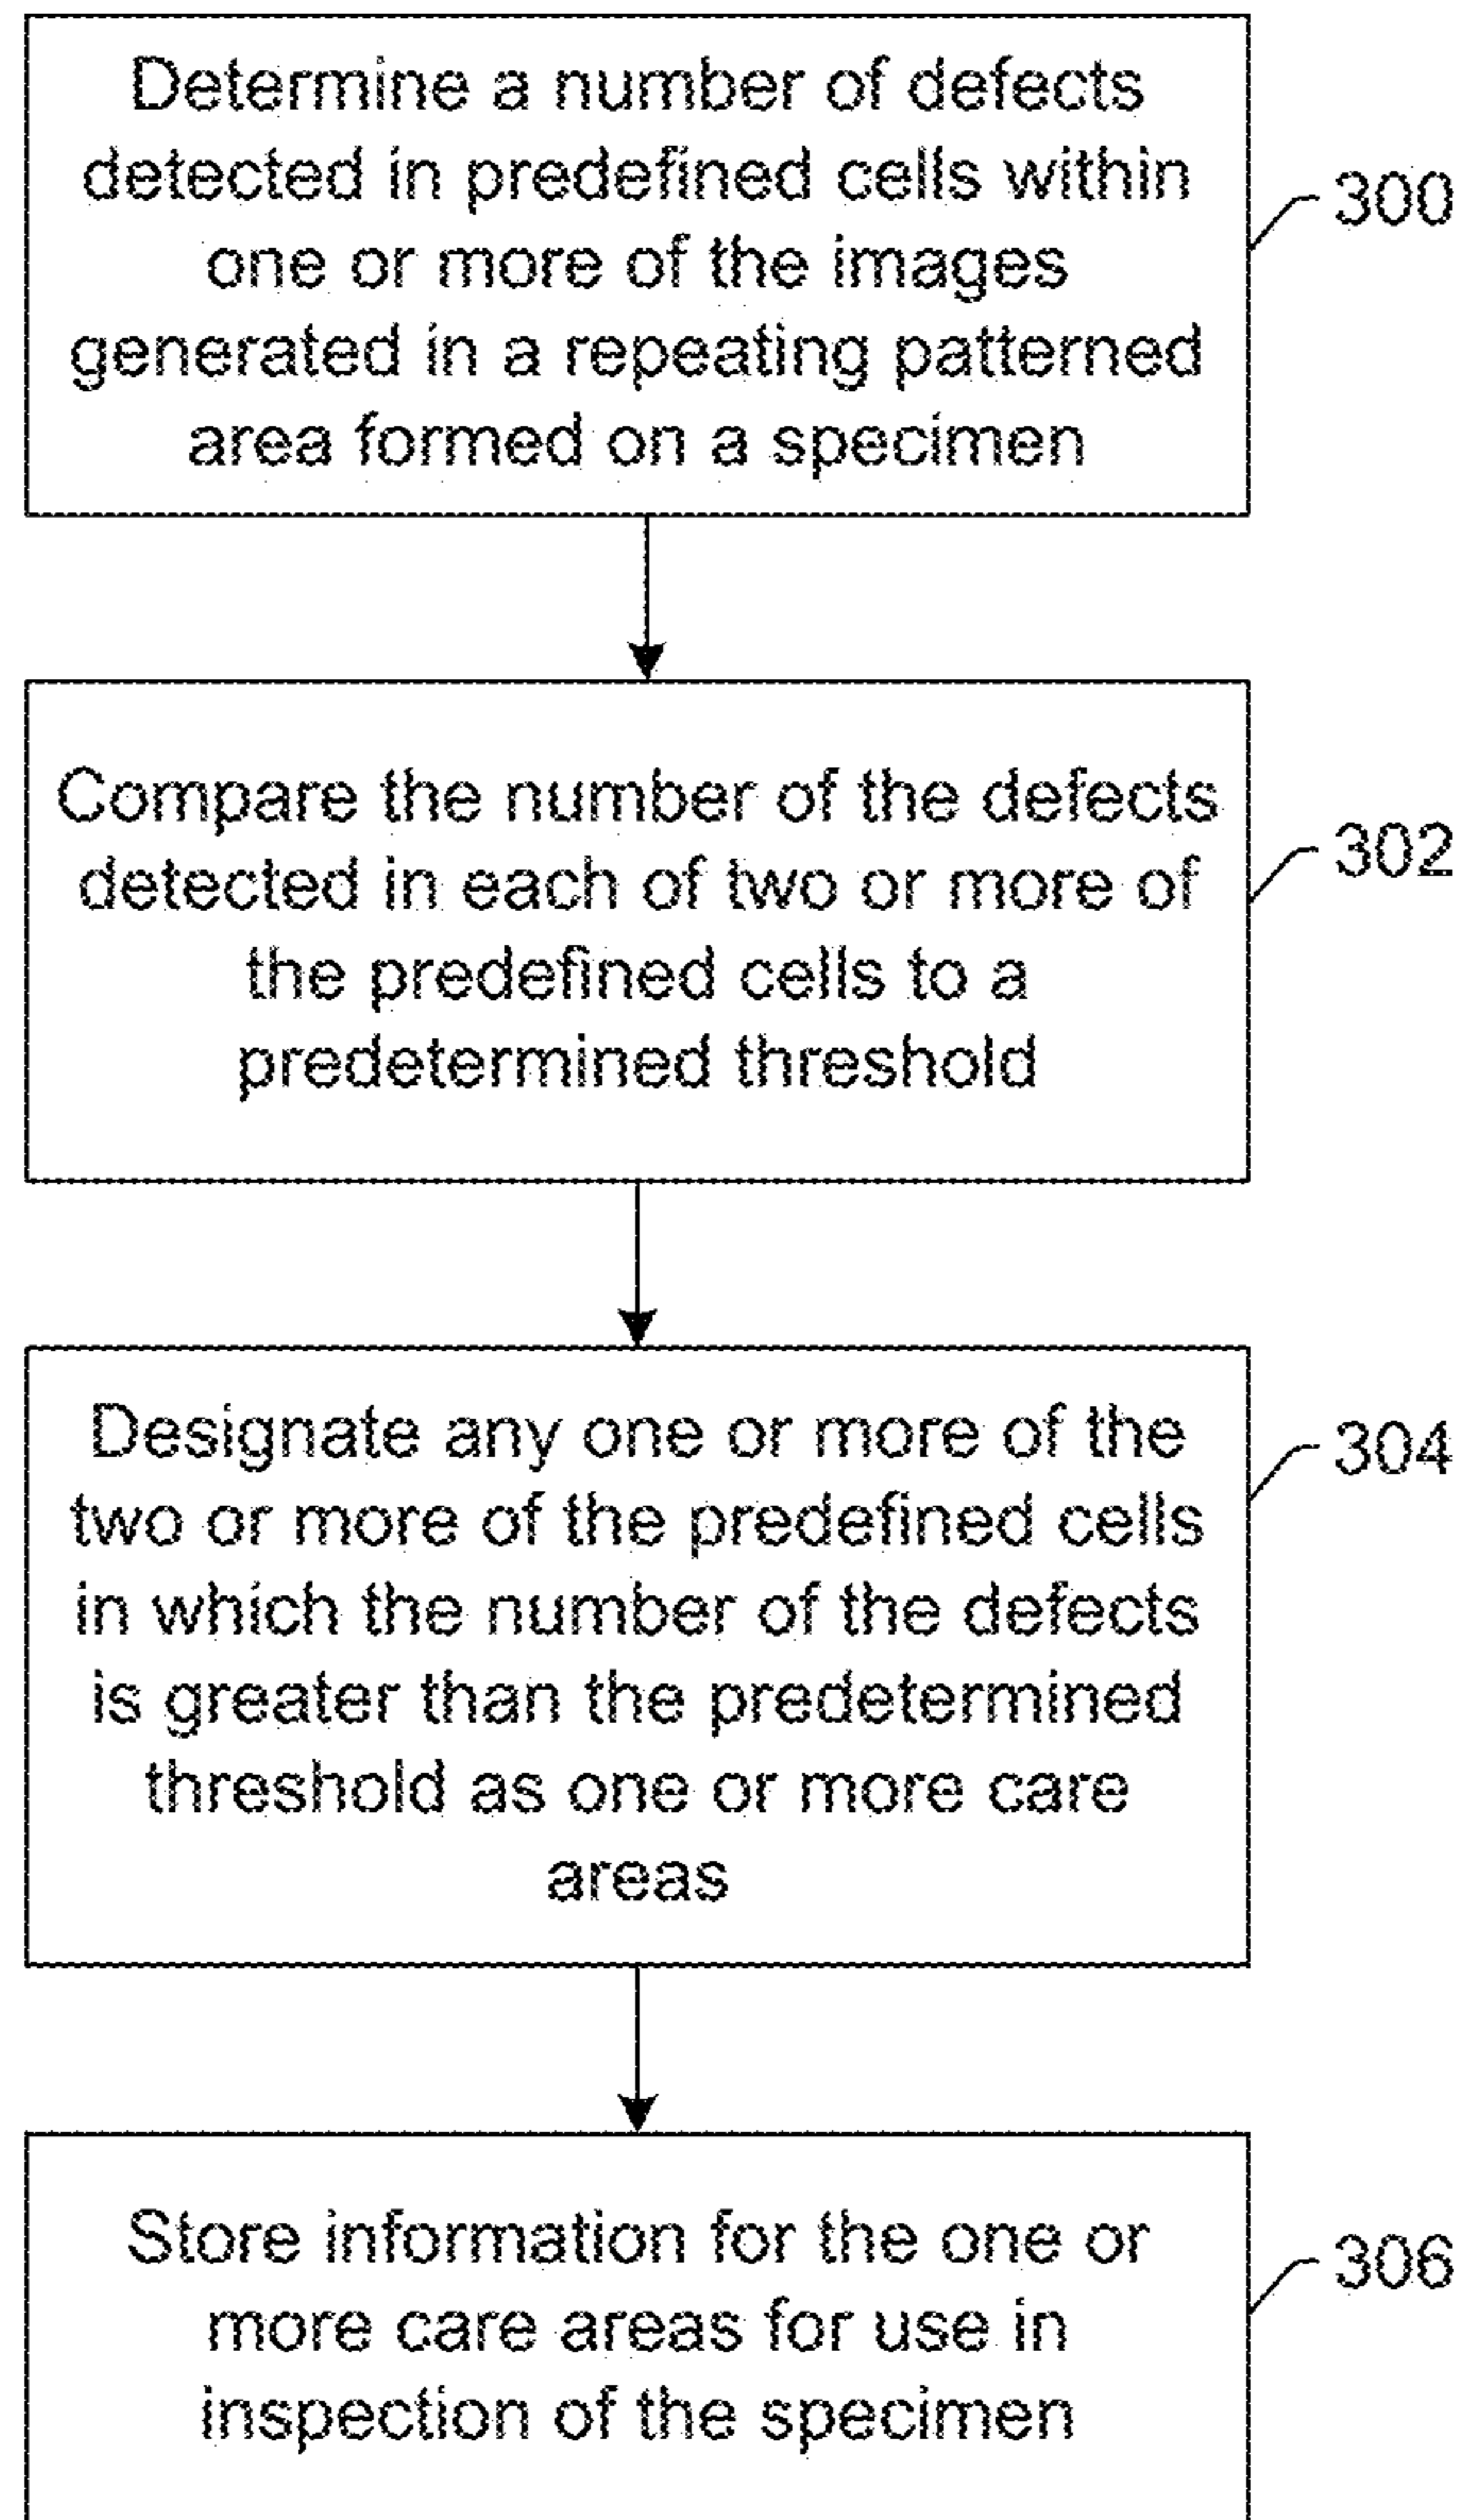 Determine a number of defects
detected in predefined cells within
one or more of the images
generated in a repeating patterned
area formed on a specimen
300
Compare the number of the defects
detected in each of two or more of
the predefined cells to a
predetermined threshold
302
Designate any one or more of the
two or more of the predefined cells
in which the number of the defects
is greater than the predetermined
threshold as one or more care
areas
304
Store information for the one or
more care areas for use in
inspection of the specimen
306